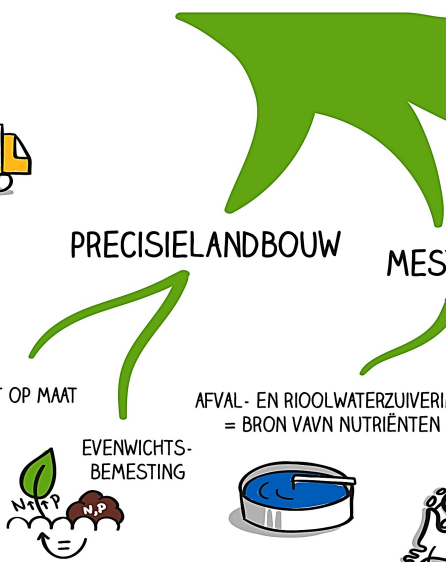 PRECISIELANDBOUW
MES
T OP MAAT
AFVAL- EN RIOOLWATERZUIVERI
= BRON VAVN NUTRIËNTEN
EVENWICHTS-
BEMESTING
N P
N,P